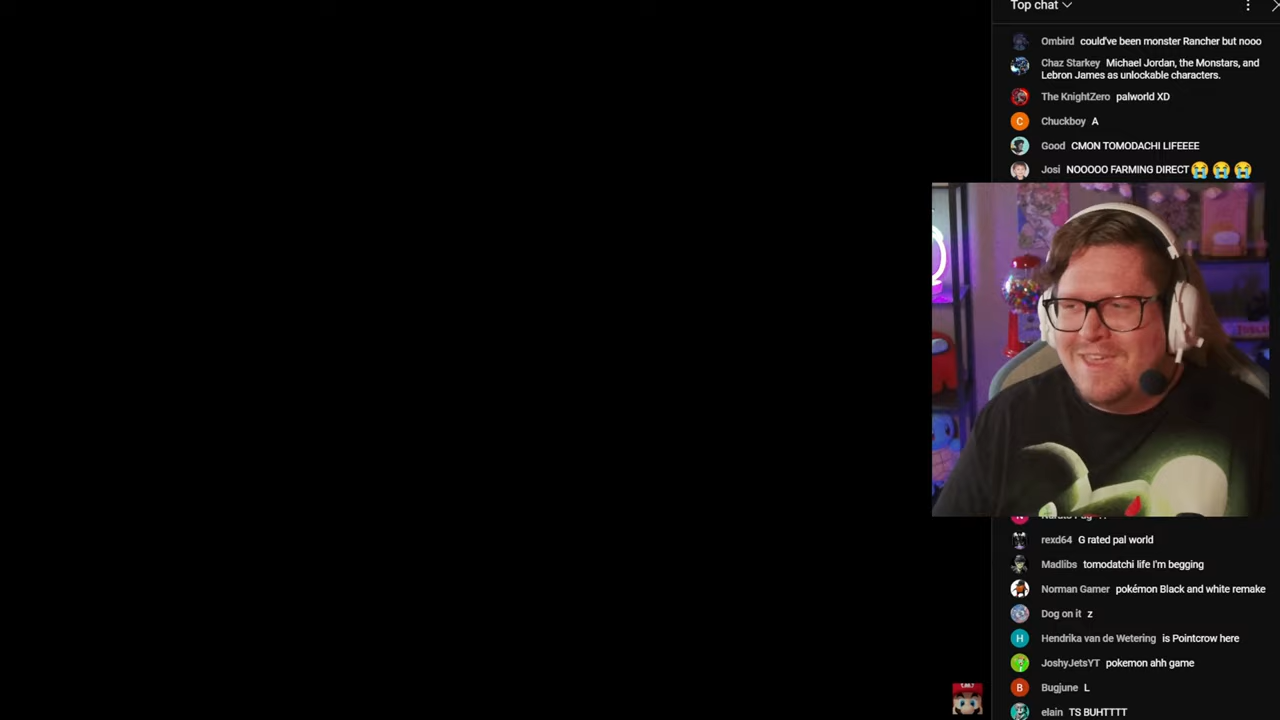 Top chat
Ombird could've been monster Rancher but nooo
Chaz Starkey Michael Jordan, the Monstars, and
Lebron James as unlockable characters.
The KnightZero palworld XD
C Chuckboy A
Good CMON TOMODACHI LIFEEEE
Josi NOOOOO FARMING DIRECT😭😭😭
rexd64 G rated pal world
Madlibs tomodatchi life I'm begging
Norman Gamer pokémon Black and white remake
Dog on it z
H Hendrika van de Wetering is Pointcrow here
JoshyJetsYT pokemon ahh game
B Bugjune L
elain TS BUHTTTT